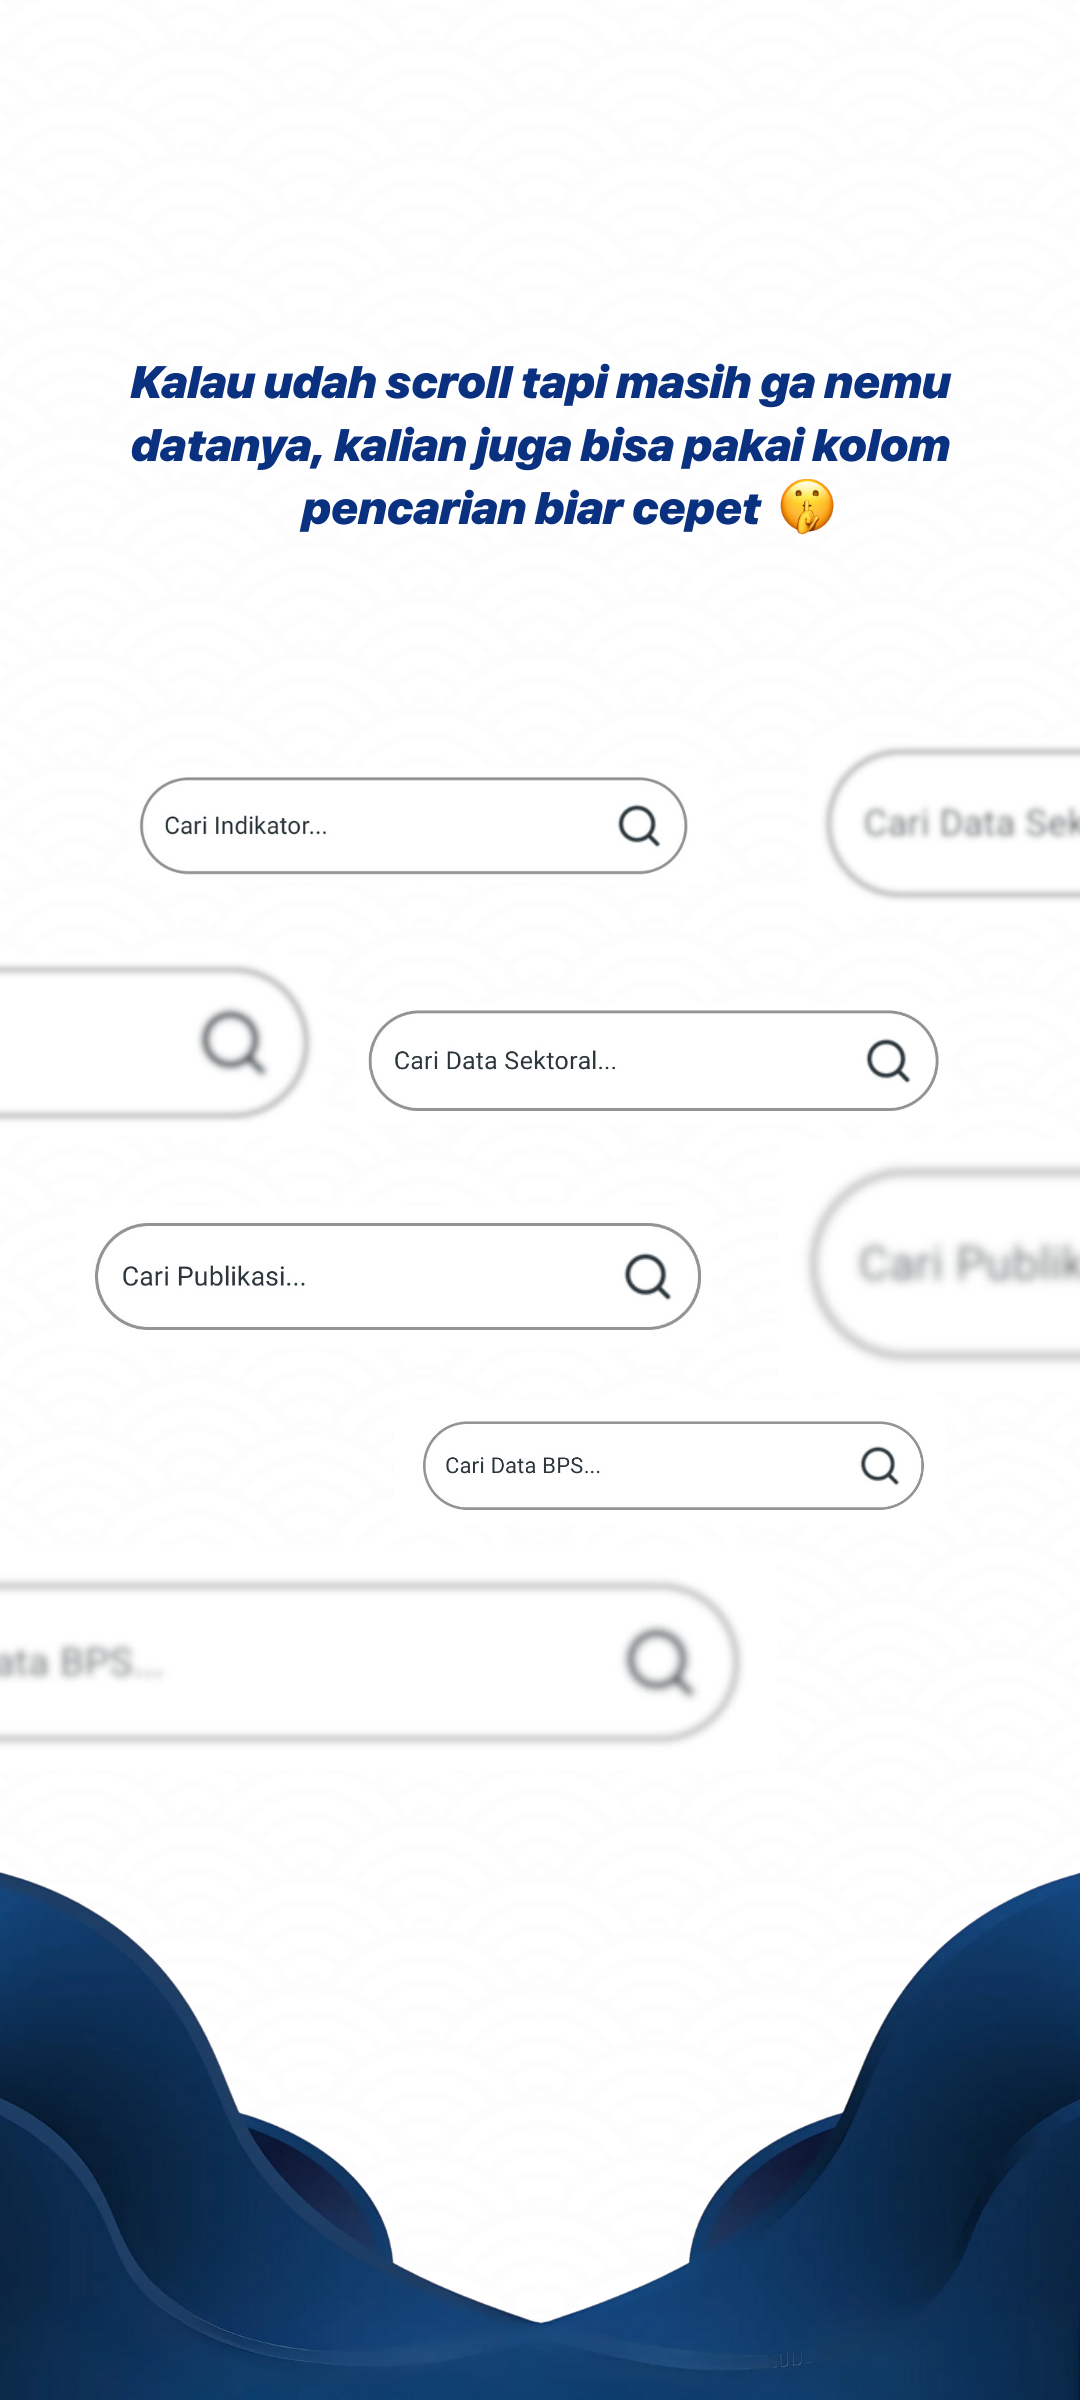 Kalau udah scroll tapi masih ga nemu
datanya, kalian juga bisa pakai kolom
pencarian biar cepet 🤫
Cari Indikator...
Cari Data Sek
Cari Data Sektoral...
Cari Publikasi...
Cari Publik
Cari Data BPS...
ata BPS...